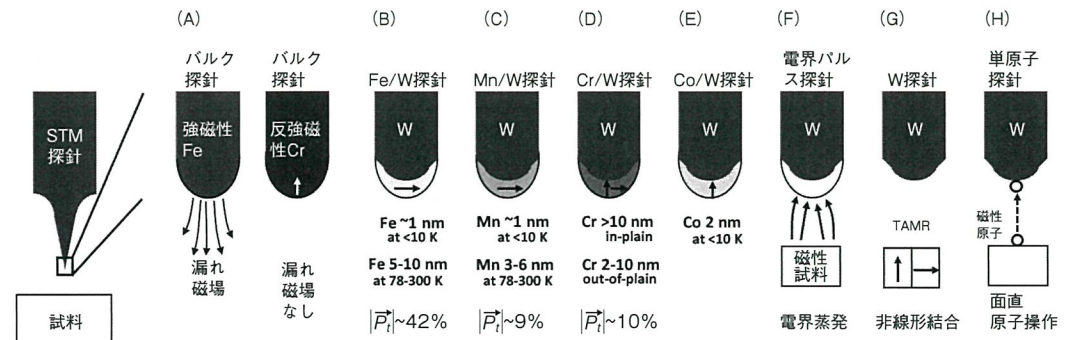 (A)
(B)
(C)
(D)
(E)
(F)
(G)
(H)
STM
探針
試料
バルク
探針
強磁性
Fe
漏れ
磁場
バルク
探針
反強磁
性Cr
漏れ
磁場
なし
Fe/W探針
W
Fe ~1 nm
at <10 K
Fe 5-10 nm
at 78-300 K
|P⃗t|~42%
Mn/W探針
W
Mn ~1 nm
at <10 K
Mn 3-6 nm
at 78-300 K
|P⃗t|~9%
Cr/W探針
W
Cr >10 nm
in-plain
Cr 2-10 nm
out-of-plain
|P⃗t|~10%
Co/W探針
W
Co 2 nm
at <10 K
電界パル
ス探針
W
磁性
試料
電界蒸発
W探針
W
TAMR
非線形結合
単原子
探針
W
磁性
原子
面直
原子操作